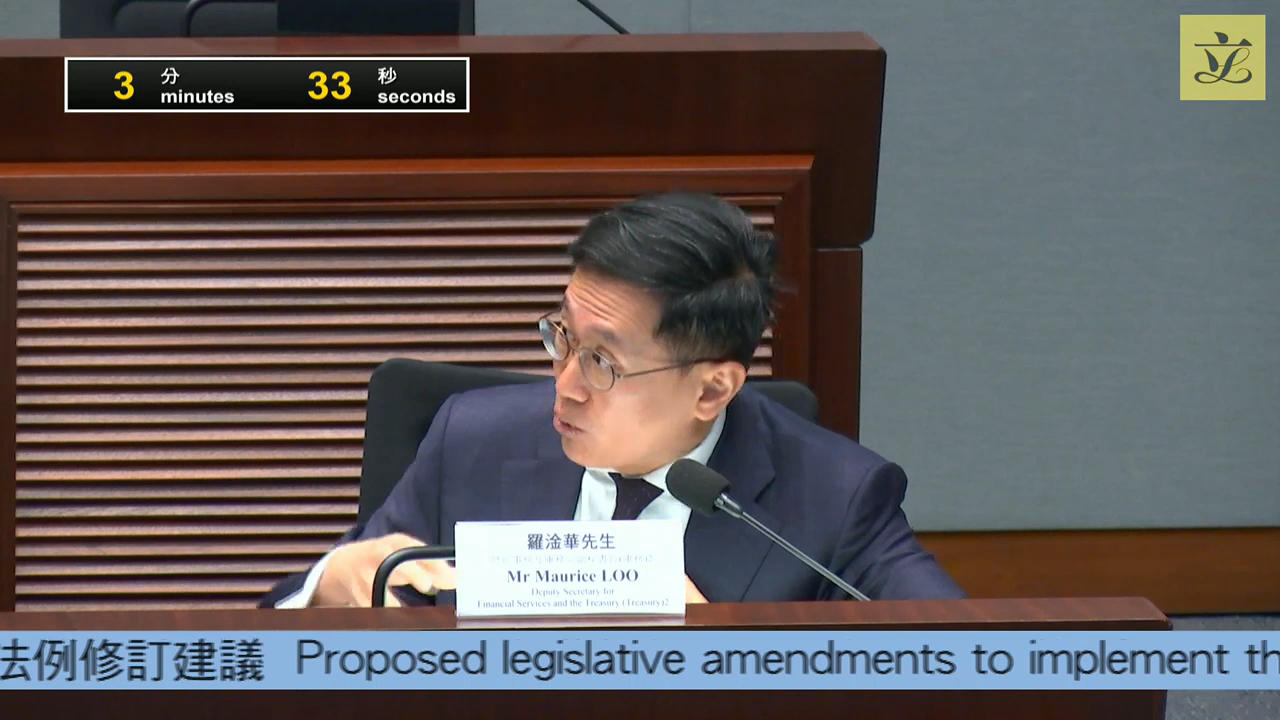 3 分 minutes 33 秒 seconds
立
羅淦華先生
Mr Maurice LOO
Deputy Secretary for
Financial Services and the Treasury (Treasury)2
法例修訂建議 Proposed legislative amendments to implement th